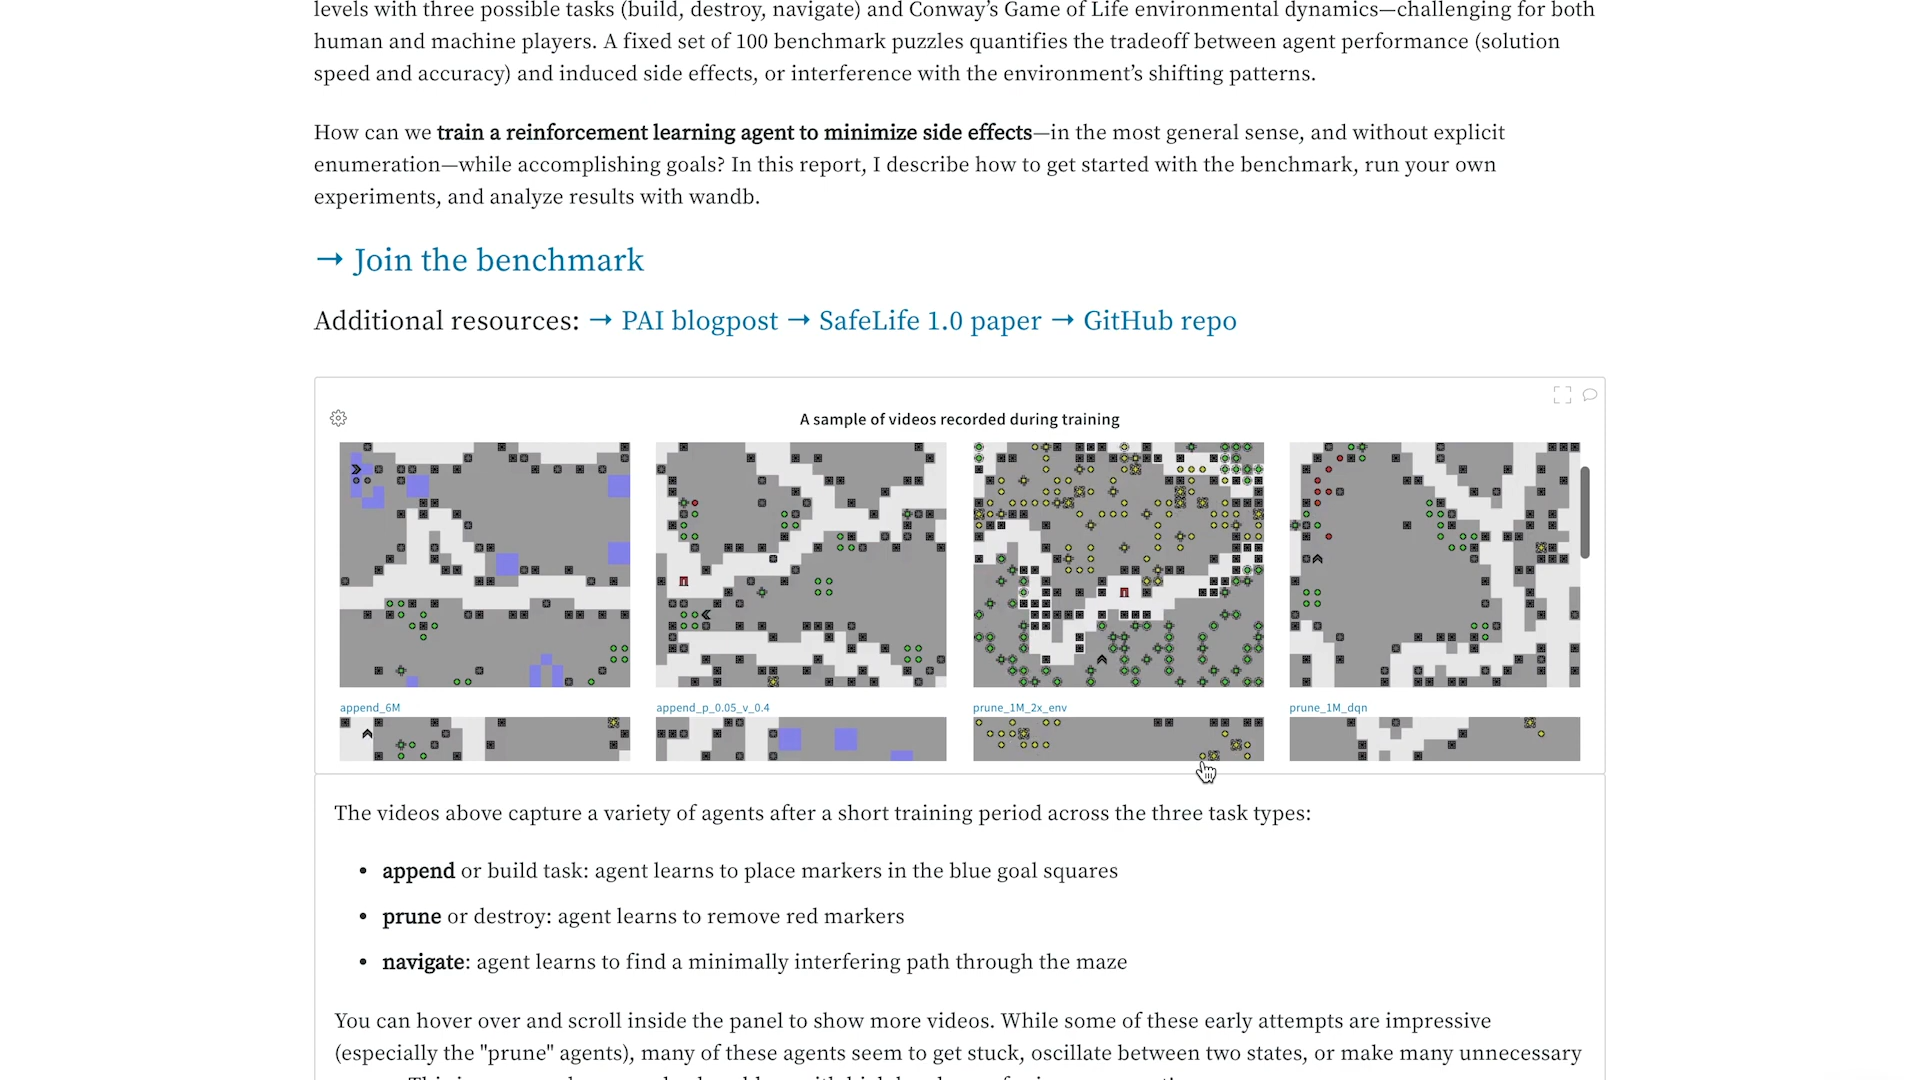 levels with three possible tasks (build, destroy, navigate) and Conway’s Game of Life environmental dynamics—challenging for both
human and machine players. A fixed set of 100 benchmark puzzles quantifies the tradeoff between agent performance (solution
speed and accuracy) and induced side effects, or interference with the environment’s shifting patterns.
How can we train a reinforcement learning agent to minimize side effects—in the most general sense, and without explicit
enumeration—while accomplishing goals? In this report, I describe how to get started with the benchmark, run your own
experiments, and analyze results with wandb.
→ Join the benchmark
Additional resources: → PAI blogpost → SafeLife 1.0 paper → GitHub repo
A sample of videos recorded during training
append_6M
append_p_0.05_v_0.4
prune_1M_2x_env
prune_1M_dqn
The videos above capture a variety of agents after a short training period across the three task types:
• append or build task: agent learns to place markers in the blue goal squares
• prune or destroy: agent learns to remove red markers
• navigate: agent learns to find a minimally interfering path through the maze
You can hover over and scroll inside the panel to show more videos. While some of these early attempts are impressive
(especially the "prune" agents), many of these agents seem to get stuck, oscillate between two states, or make many unnecessary